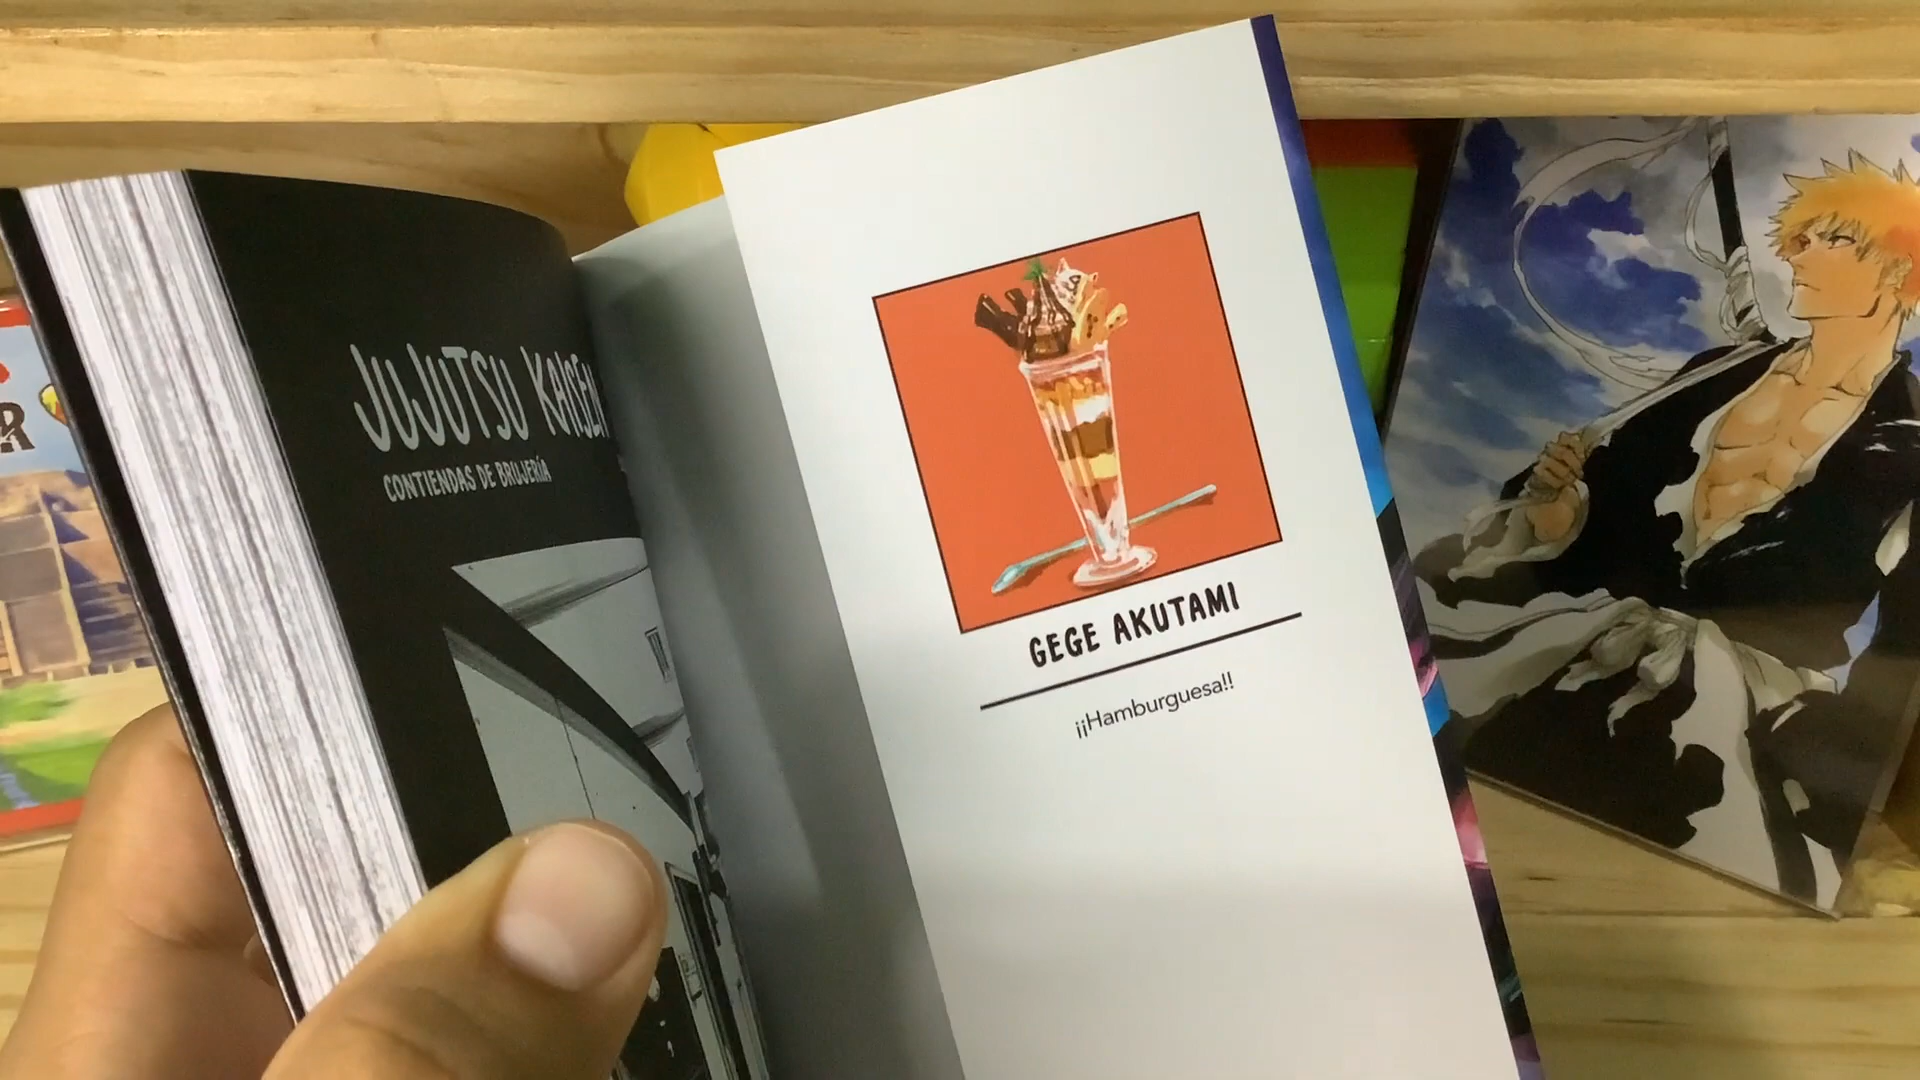 JUJUTSU KAISEN
CONTIENDAS DE BRUJERÍA
GEGE AKUTAMI
¡¡Hamburguesa!!